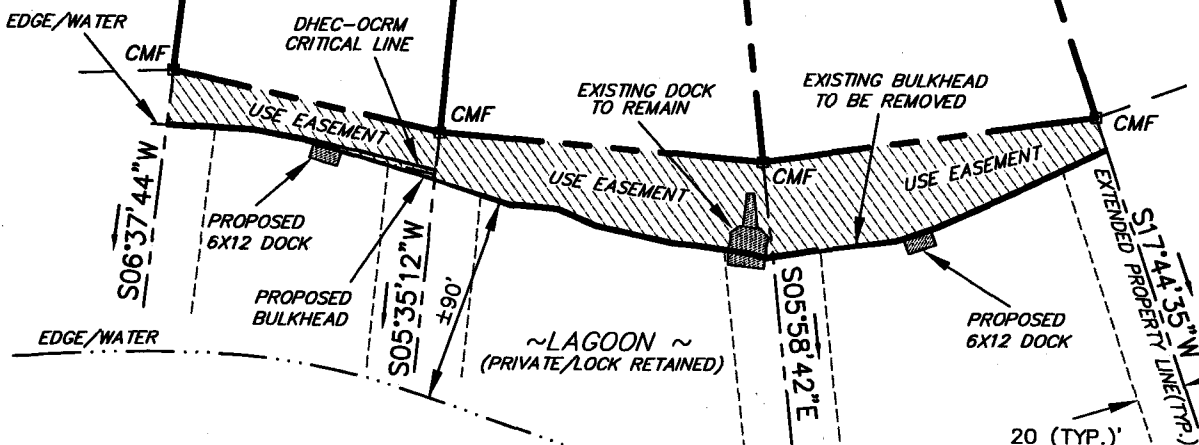 EDGE/WATER
CMF
DHEC-OCRM
CRITICAL LINE
USE EASEMENT
CMF
EXISTING DOCK
TO REMAIN
EXISTING BULKHEAD
TO BE REMOVED
CMF
USE EASEMENT
CMF
USE EASEMENT
S06°37'44"W
PROPOSED
6X12 DOCK
PROPOSED
BULKHEAD
S05°35'12"W
±90'
EDGE/WATER
~LAGOON ~
(PRIVATE/LOCK RETAINED)
S05°58'42"E
PROPOSED
6X12 DOCK
S17°44'35"W
EXTENDED PROPERTY LINE(TYP.)
20 (TYP.)'